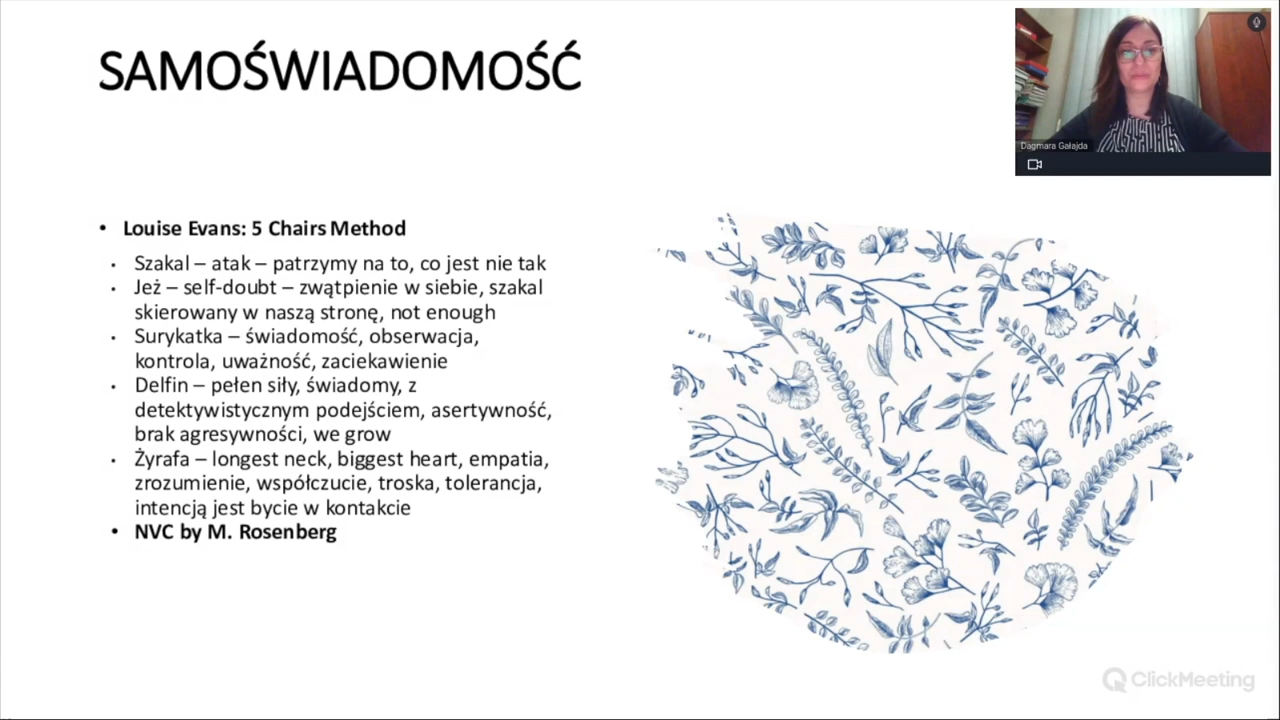 SAMOŚWIADOMOŚĆ
Dagmara Gałajda
• Louise Evans: 5 Chairs Method
▪ Szakal – atak – patrzymy na to, co jest nie tak
▪ Jeż – self-doubt – zwątpienie w siebie, szakal
skierowany w naszą stronę, not enough
▪ Surykatka – świadomość, obserwacja,
kontrola, uważność, zaciekawienie
▪ Delfin – pełen siły, świadomy, z
detektywistycznym podejściem, asertywność,
brak agresywności, we grow
▪ Żyrafa – longest neck, biggest heart, empatia,
zrozumienie, współczucie, troska, tolerancja,
intencją jest bycie w kontakcie
• NVC by M. Rosenberg
ClickMeeting